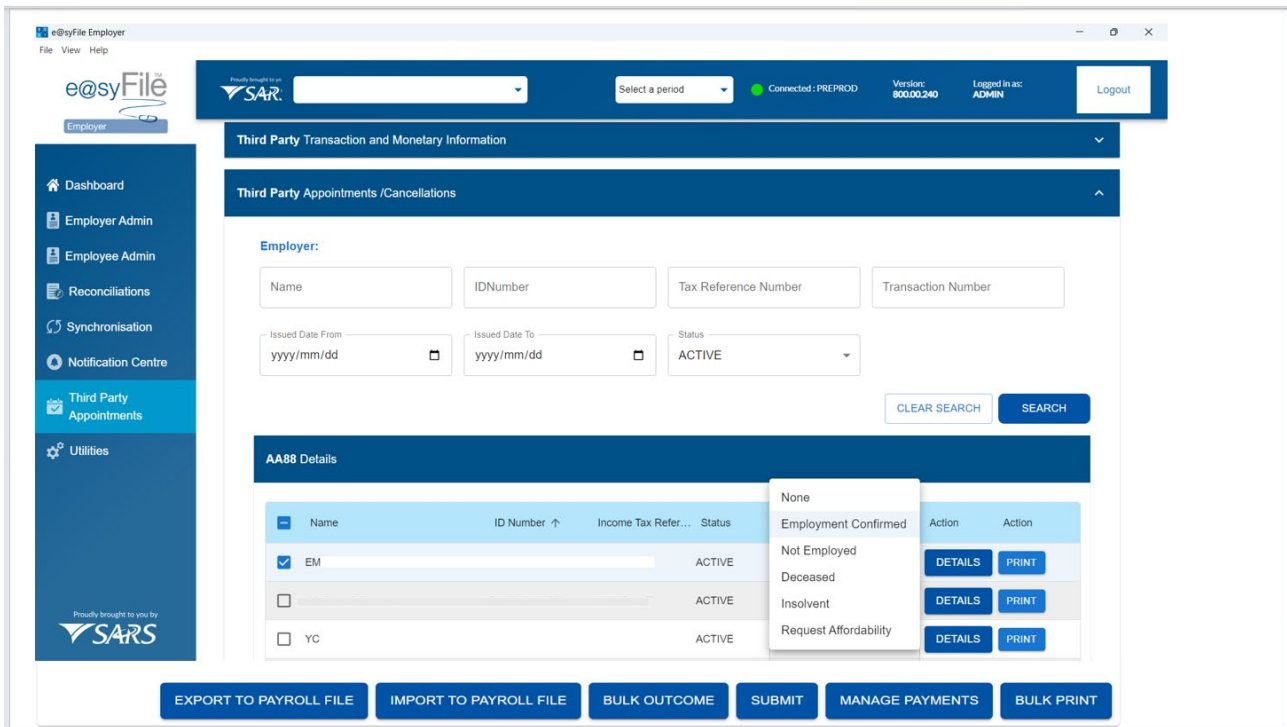 e@syFile Employer
File View Help
e@syFile™
Employer
Proudly brought to you
SAR.
Select a period
Connected : PREPROD
Version:
800.00.240
Logged in as:
ADMIN
Logout
Third Party Transaction and Monetary Information
Dashboard
Employer Admin
Employee Admin
Reconciliations
Synchronisation
Notification Centre
Third Party
Appointments
Utilities
Proudly brought to you by
SARS
Third Party Appointments /Cancellations
Employer:
Name
IDNumber
Tax Reference Number
Transaction Number
Issued Date From
yyyy/mm/dd
Issued Date To
yyyy/mm/dd
Status
ACTIVE
CLEAR SEARCH
SEARCH
AA88 Details
Name ID Number ↑ Income Tax Refer... Status Action Action
EM ACTIVE DETAILS PRINT
ACTIVE DETAILS PRINT
YC ACTIVE DETAILS PRINT
None
Employment Confirmed
Not Employed
Deceased
Insolvent
Request Affordability
EXPORT TO PAYROLL FILE
IMPORT TO PAYROLL FILE
BULK OUTCOME
SUBMIT
MANAGE PAYMENTS
BULK PRINT